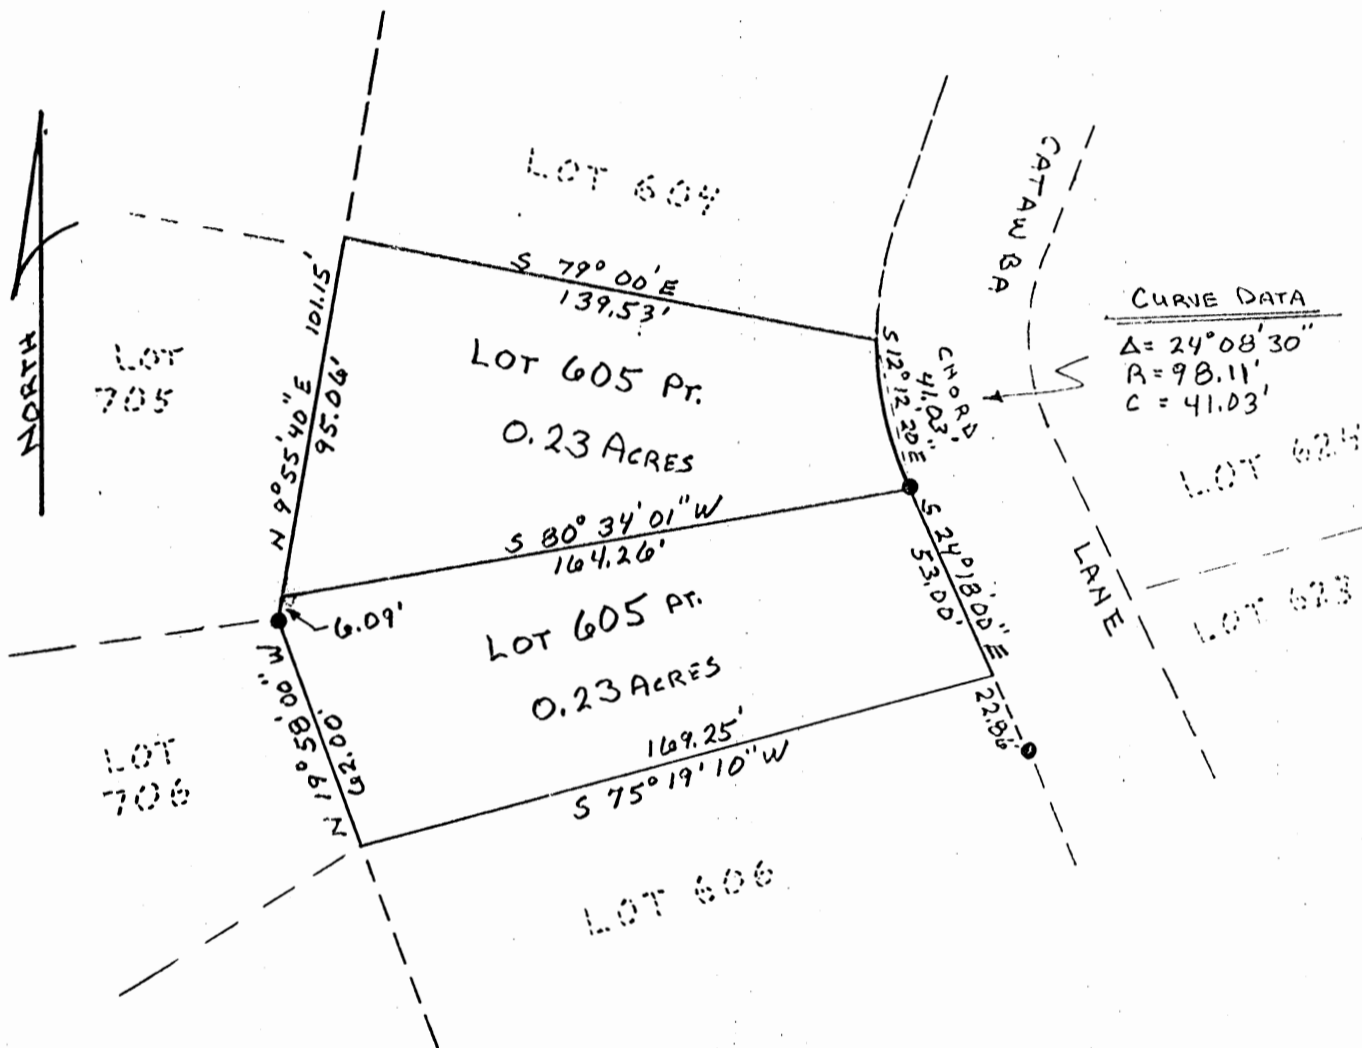 NORTH
LOT 604
CATAWBA
LANE
S 79° 00' E
139.53'
CURVE DATA
Δ= 24° 08' 30"
R = 98.11'
C = 41.03'
LOT
705
N 9° 55' 40" E 101.15'
95.06'
LOT 605 PT.
0.23 ACRES
S 12° 12' 20" E
CHORD
41.03'
LOT 624
S 80° 34' 01" W
164.26'
6.09'
LOT 605 PT.
0.23 ACRES
S 24° 18' 00" E
53.00'
22.86'
LOT 623
LOT
706
N 19° 58' 00" W
62.00'
169.25'
S 75° 19' 10" W
LOT 606